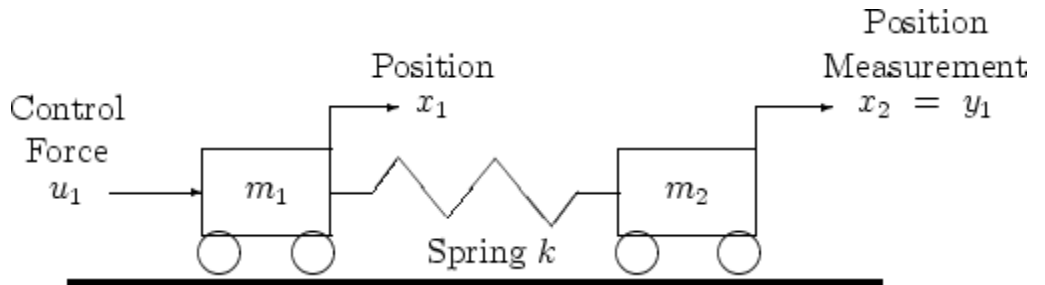 Position
Measurement
x₂ = y₁
Position
x₁
Control
Force
u₁
m₁
m₂
Spring k